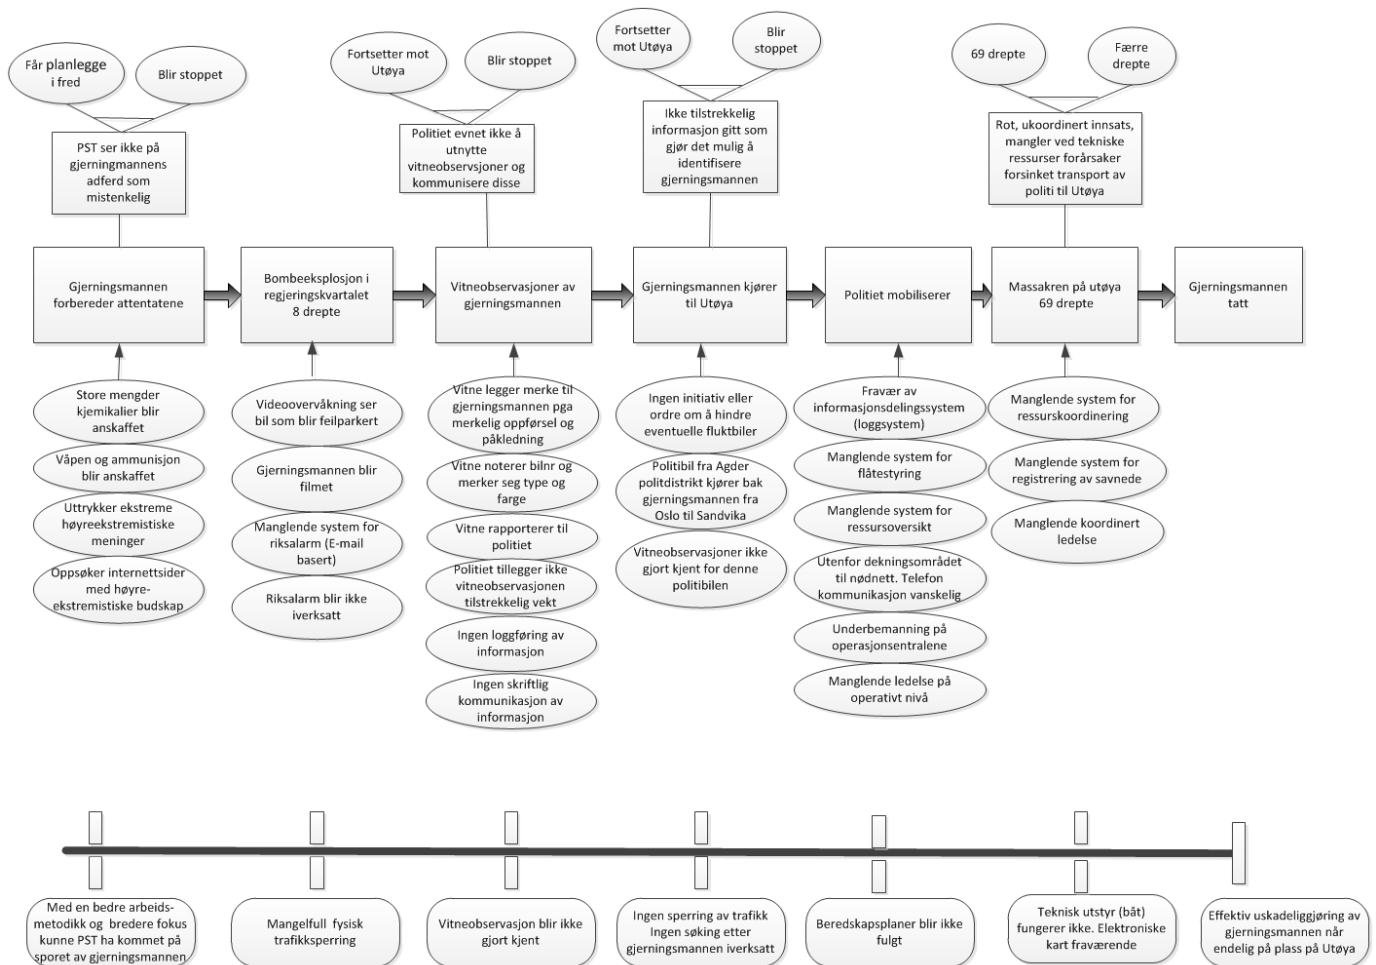 Får planlegge
i fred
Blir stoppet
PST ser ikke på
gjerningmannens
adferd som
mistenkelig
Fortsetter mot
Utøya
Blir stoppet
Politiet evnet ikke å
utnytte
vitneobservsjoner og
kommunisere disse
Fortsetter
mot Utøya
Blir
stoppet
Ikke tilstrekkelig
informasjon gitt som
gjør det mulig å
identifisere
gjerningsmannen
69 drepte
Færre
drepte
Rot, ukoordinert innsats,
mangler ved tekniske
ressurser forårsaker
forsinket transport av
politi til Utøya
Gjerningsmannen
forbereder attentatene
Bombeeksplosjon i
regjeringskvartalet
8 drepte
Vitneobservasjoner av
gjerningsmannen
Gjerningsmannen kjører
til Utøya
Politiet mobiliserer
Massakren på utøya
69 drepte
Gjerningsmannen
tatt
Store mengder
kjemikalier blir
anskaffet
Våpen og ammunisjon
blir anskaffet
Uttrykker ekstreme
høyreekstremistiske
meninger
Oppsøker internettsider
med høyre-
ekstremistiske budskap
Videoovervåkning ser
bil som blir feilparkert
Gjerningsmannen blir
filmet
Manglende system for
riksalarm (E-mail
basert)
Riksalarm blir ikke
iverksatt
Vitne legger merke til
gjerningsmannen pga
merkelig oppførsel og
påkledning
Vitne noterer bilnr og
merker seg type og
farge
Vitne rapporterer til
politiet
Politiet tillegger ikke
vitneobservasjonen
tilstrekkelig vekt
Ingen loggføring av
informasjon
Ingen skriftlig
kommunikasjon av
informasjon
Ingen initiativ eller
ordre om å hindre
eventuelle fluktbiler
Politibil fra Agder
politdistrikt kjører bak
gjerningsmannen fra
Oslo til Sandvika
Vitneobservasjoner ikke
gjort kjent for denne
politibilen
Fravær av
informasjonsdelingssystem
(loggsystem)
Manglende system for
flåtestyring
Manglende system for
ressursoversikt
Utenfor dekningsområdet
til nødnett. Telefon
kommunikasjon vanskelig
Underbemanning på
operasjonsentralene
Manglende ledelse på
operativt nivå
Manglende system for
ressurskoordinering
Manglende system for
registrering av savnede
Manglende koordinert
ledelse
Med en bedre arbeids-
metodikk og bredere fokus
kunne PST ha kommet på
sporet av gjerningsmannen
Mangelfull fysisk
trafikksperring
Vitneobservasjon blir ikke
gjort kjent
Ingen sperring av trafikk
Ingen søking etter
gjerningsmannen iverksatt
Beredskapsplaner blir ikke
fulgt
Teknisk utstyr (båt)
fungerer ikke. Elektroniske
kart fraværende
Effektiv uskadeliggjøring av
gjerningsmannen når
endelig på plass på Utøya